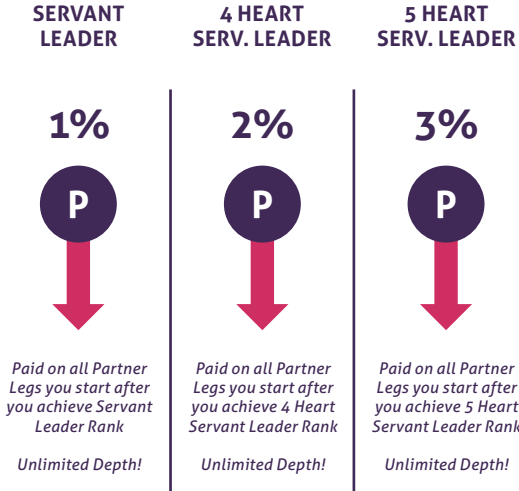 SERVANT
LEADER
1%
P
Paid on all Partner
Legs you start after
you achieve Servant
Leader Rank
Unlimited Depth!
4 HEART
SERV. LEADER
2%
P
Paid on all Partner
Legs you start after
you achieve 4 Heart
Servant Leader Rank
Unlimited Depth!
5 HEART
SERV. LEADER
3%
P
Paid on all Partner
Legs you start after
you achieve 5 Heart
Servant Leader Rank
Unlimited Depth!